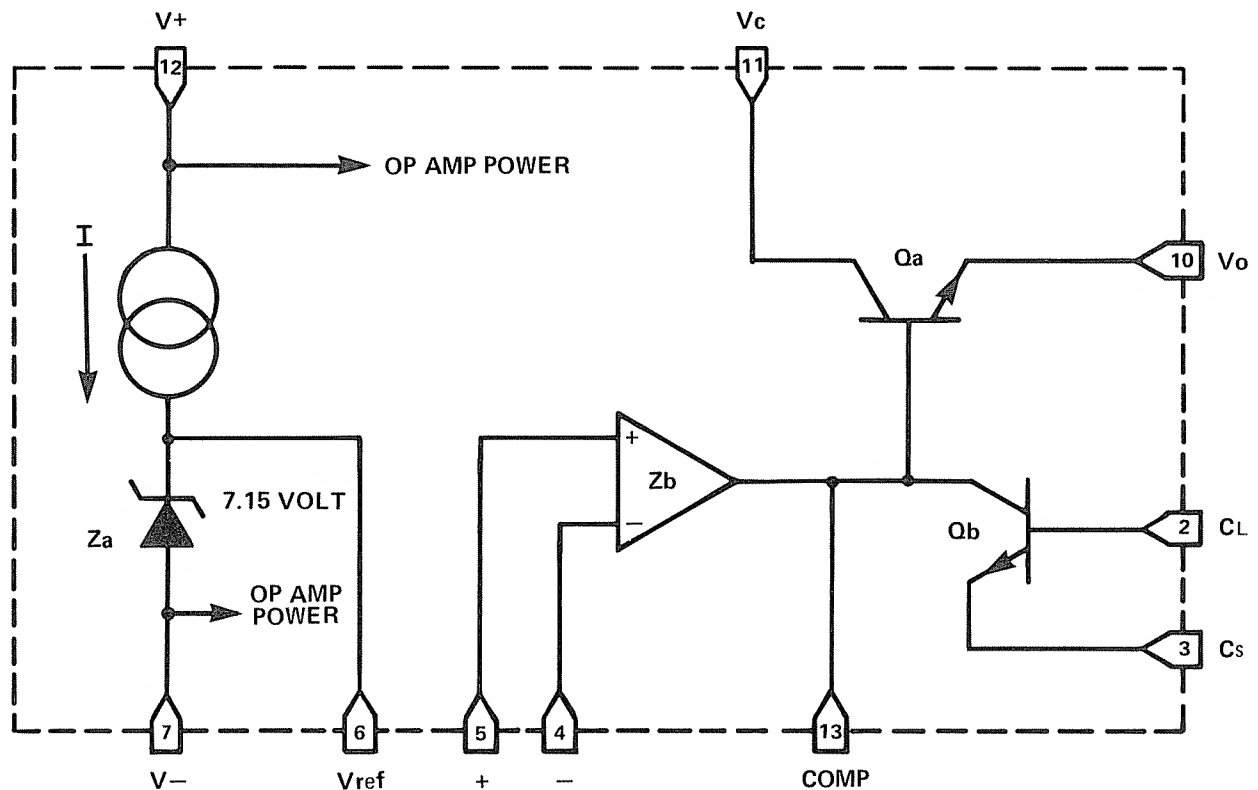 V+
Vc
12
11
OP AMP POWER
I
Qa
10
Vo
+
Zb
−
7.15 VOLT
Za
Qb
2
CL
OP AMP
POWER
3
Cs
7
6
5
4
13
V−
Vref
+
−
COMP